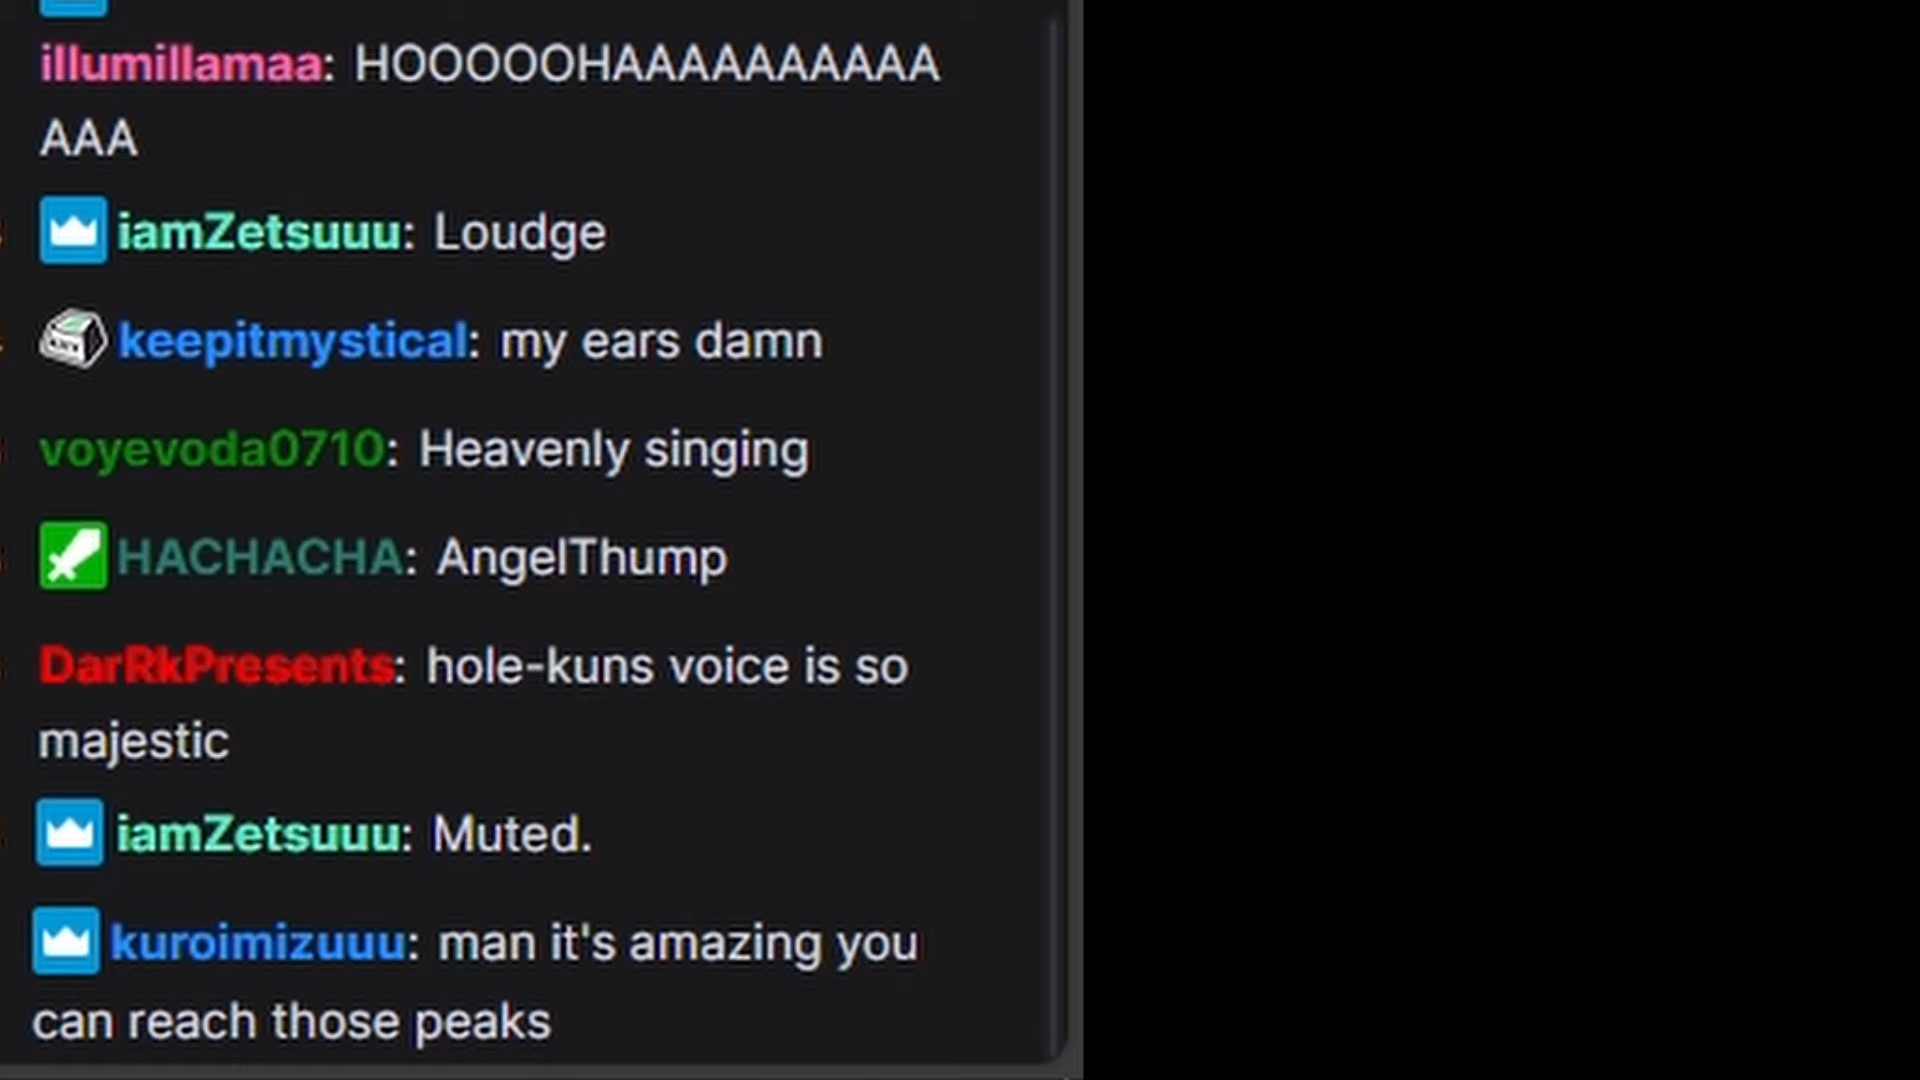 illumillamaa: HOOOOOHAAAAAAAAAA
AAA
iamZetsuuu: Loudge
keepitmystical: my ears damn
voyevoda0710: Heavenly singing
HACHACHA: AngelThump
DarRkPresents: hole-kuns voice is so
majestic
iamZetsuuu: Muted.
kuroimizuuu: man it's amazing you
can reach those peaks